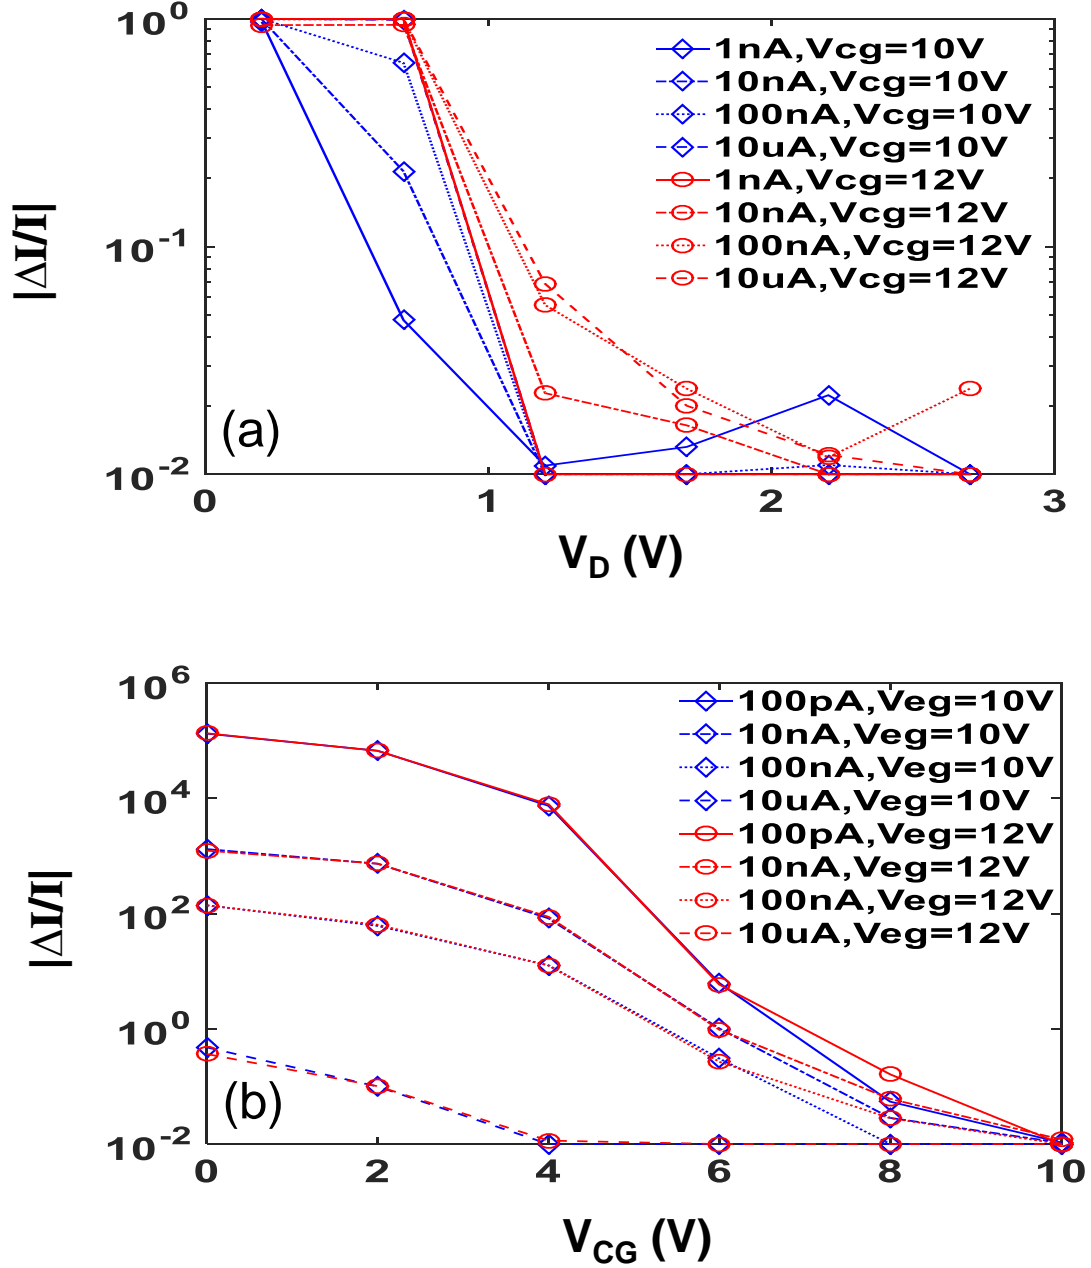 10^0
1nA,Vcg=10V
10nA,Vcg=10V
100nA,Vcg=10V
10uA,Vcg=10V
1nA,Vcg=12V
10nA,Vcg=12V
100nA,Vcg=12V
10uA,Vcg=12V
|ΔI/I|
10^-1
(a)
10^-2
0 1 2 3
V_D (V)
10^6
100pA,Veg=10V
10nA,Veg=10V
100nA,Veg=10V
10uA,Veg=10V
100pA,Veg=12V
10nA,Veg=12V
100nA,Veg=12V
10uA,Veg=12V
10^4
|ΔI/I|
10^2
10^0
(b)
10^-2
0 2 4 6 8 10
V_CG (V)